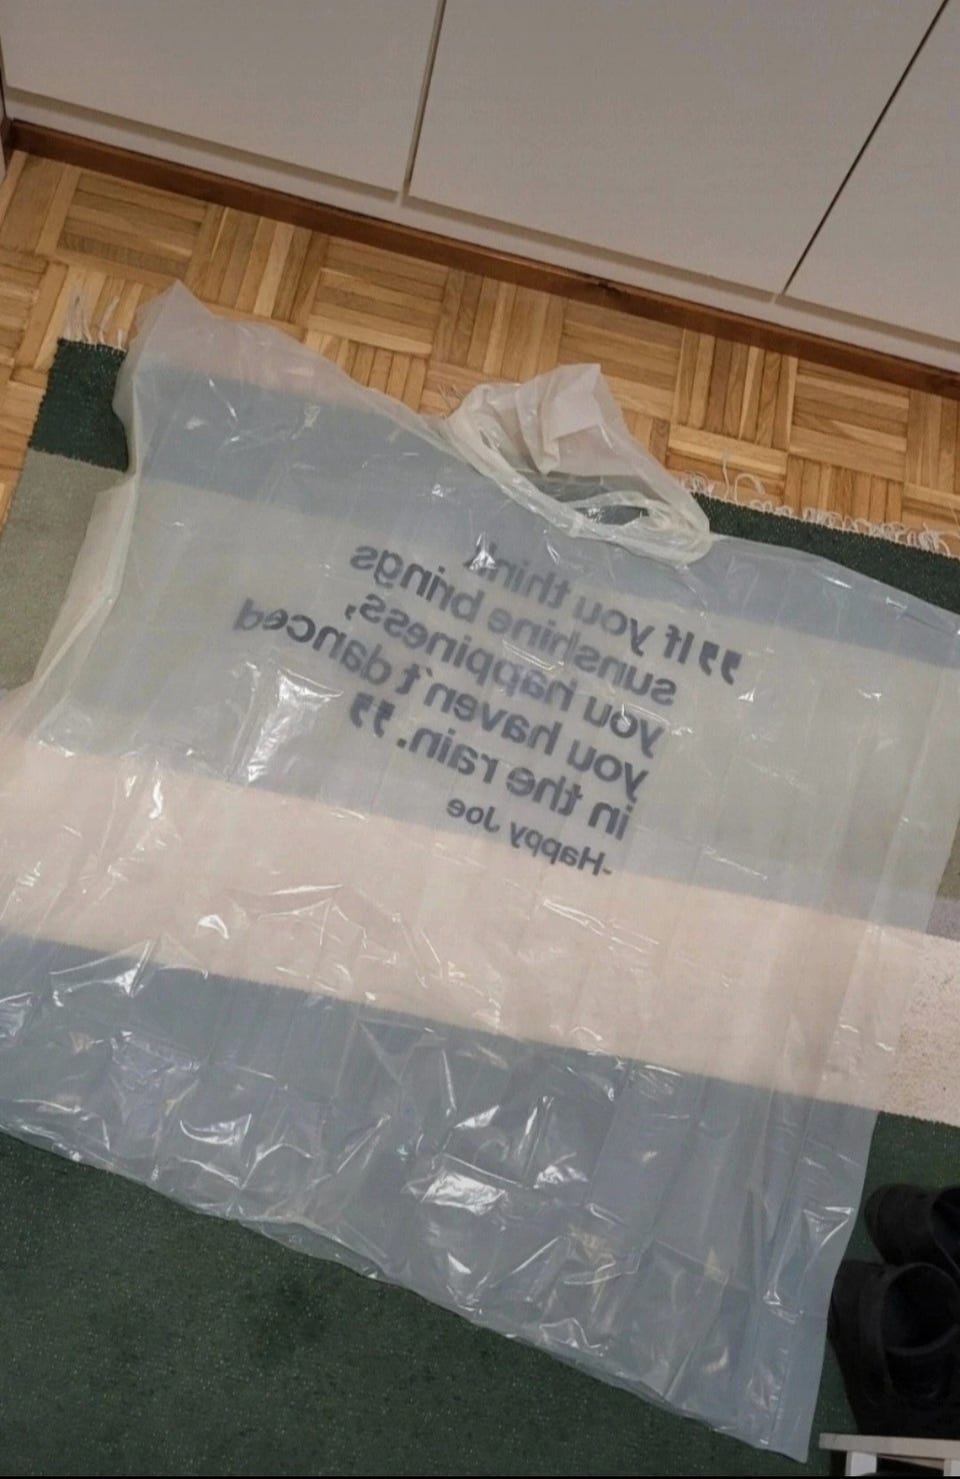 ,,If you think
sunshine brings
you happiness,
you haven't danced
in the rain.,,
-Happy Joe